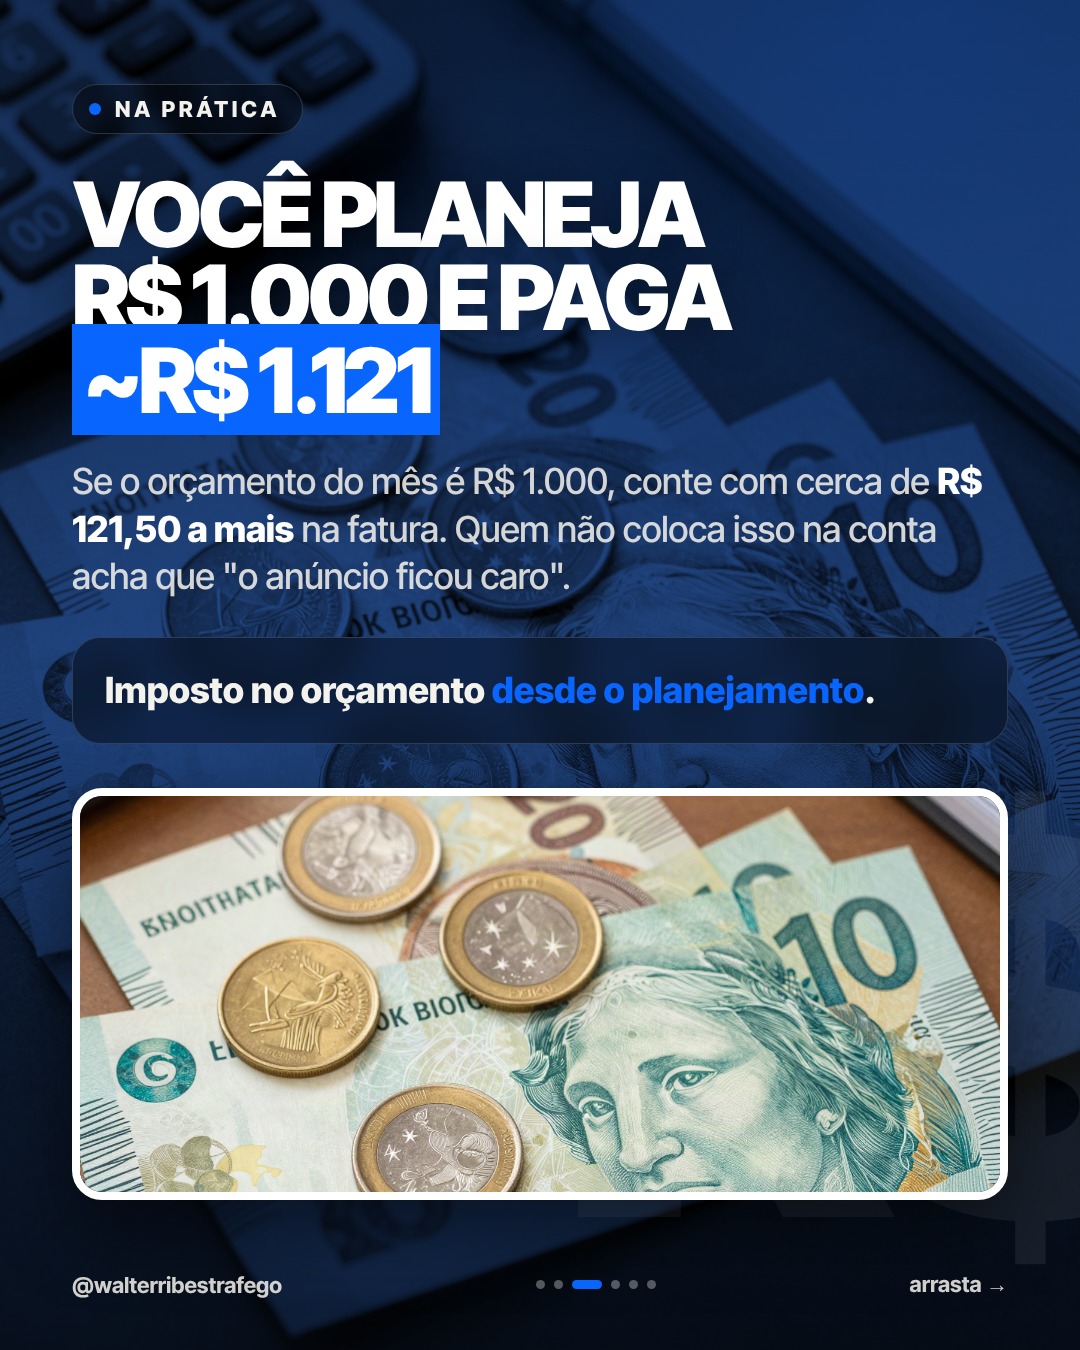 NA PRÁTICA
VOCÊ PLANEJA
R$ 1.000 E PAGA
~R$ 1.121
Se o orçamento do mês é R$ 1.000, conte com cerca de R$
121,50 a mais na fatura. Quem não coloca isso na conta
acha que "o anúncio ficou caro".
Imposto no orçamento desde o planejamento.
20
10
@walterribestrafego
arrasta →